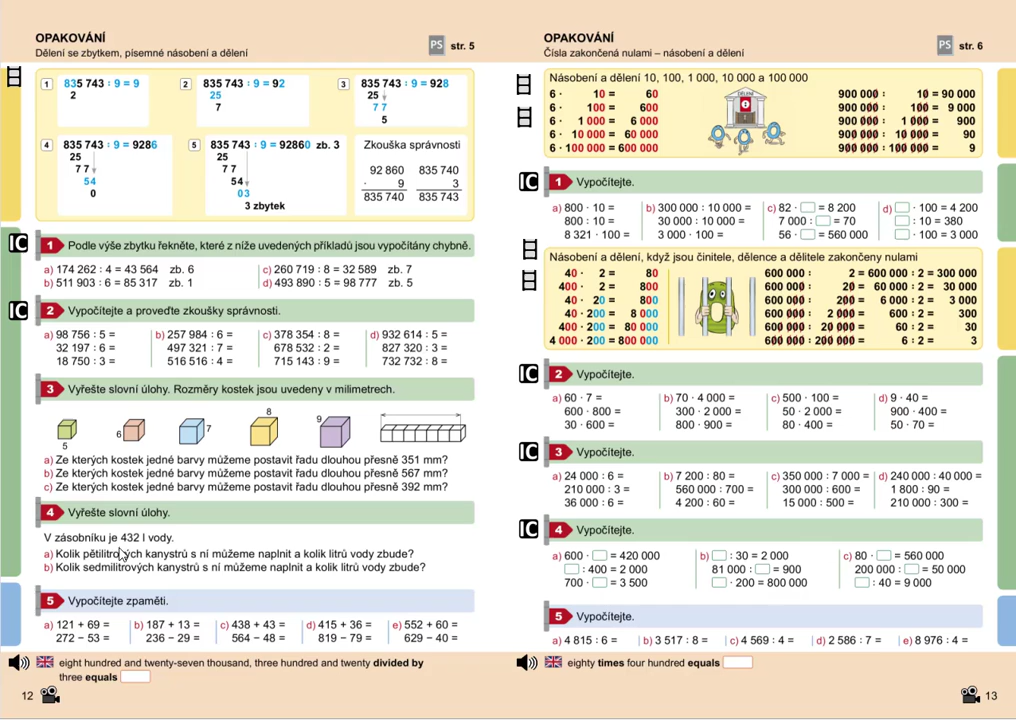 OPAKOVÁNÍ
Dělení se zbytkem, písemné násobení a dělení
PS str. 5
1 835 743 : 9 = 9
2
2 835 743 : 9 = 92
25
7
3 835 743 : 9 = 928
25
77
5
4 835 743 : 9 = 9286
25
77
54
0
5 835 743 : 9 = 92860 zb. 3
25
77
54
03
3 zbytek
Zkouška správnosti
92 860 835 740
· 9 3
835 740 835 743
1 Podle výše zbytku řekněte, které z níže uvedených příkladů jsou vypočítány chybně.
a) 174 262 : 4 = 43 564 zb. 6 c) 260 719 : 8 = 32 589 zb. 7
b) 511 903 : 6 = 85 317 zb. 1 d) 493 890 : 5 = 98 777 zb. 5
2 Vypočítejte a proveďte zkoušky správnosti.
a) 98 756 : 5 = b) 257 984 : 6 = c) 378 354 : 8 = d) 932 614 : 5 =
32 197 : 6 = 497 321 : 7 = 678 532 : 2 = 827 320 : 3 =
18 750 : 3 = 516 516 : 4 = 715 143 : 9 = 732 732 : 8 =
3 Vyřešte slovní úlohy. Rozměry kostek jsou uvedeny v milimetrech.
5 6 7 8 9
a) Ze kterých kostek jedné barvy můžeme postavit řadu dlouhou přesně 351 mm?
b) Ze kterých kostek jedné barvy můžeme postavit řadu dlouhou přesně 567 mm?
c) Ze kterých kostek jedné barvy můžeme postavit řadu dlouhou přesně 392 mm?
4 Vyřešte slovní úlohy.
V zásobníku je 432 l vody.
a) Kolik pětilitrových kanystrů s ní můžeme naplnit a kolik litrů vody zbude?
b) Kolik sedmilitrových kanystrů s ní můžeme naplnit a kolik litrů vody zbude?
5 Vypočítejte zpaměti.
a) 121 + 69 = b) 187 + 13 = c) 438 + 43 = d) 415 + 36 = e) 552 + 60 =
272 − 53 = 236 − 29 = 564 − 48 = 819 − 79 = 629 − 40 =
eight hundred and twenty-seven thousand, three hundred and twenty divided by
three equals
12
OPAKOVÁNÍ
Čísla zakončená nulami – násobení a dělení
PS str. 6
Násobení a dělení 10, 100, 1 000, 10 000 a 100 000
6 · 10 = 60
6 · 100 = 600
6 · 1 000 = 6 000
6 · 10 000 = 60 000
6 · 100 000 = 600 000
DĚLENÍ
900 000 : 10 = 90 000
900 000 : 100 = 9 000
900 000 : 1 000 = 900
900 000 : 10 000 = 90
900 000 : 100 000 = 9
1 Vypočítejte.
a) 800 · 10 = b) 300 000 : 10 000 = c) 82 · = 8 200 d) · 100 = 4 200
800 : 10 = 30 000 : 10 000 = 7 000 : = 70 : 10 = 380
8 321 · 100 = 3 000 · 100 = 56 · = 560 000 · 100 = 3 000
Násobení a dělení, když jsou činitele, dělence a dělitele zakončeny nulami
40 · 2 = 80
400 · 2 = 800
40 · 20 = 800
40 · 200 = 8 000
400 · 200 = 80 000
4 000 · 200 = 800 000
600 000 : 2 = 600 000 : 2 = 300 000
600 000 : 20 = 60 000 : 2 = 30 000
600 000 : 200 = 6 000 : 2 = 3 000
600 000 : 2 000 = 600 : 2 = 300
600 000 : 20 000 = 60 : 2 = 30
600 000 : 200 000 = 6 : 2 = 3
2 Vypočítejte.
a) 60 · 7 = b) 70 · 4 000 = c) 500 · 100 = d) 9 · 40 =
600 · 800 = 300 · 2 000 = 50 · 2 000 = 900 · 400 =
30 · 600 = 800 · 900 = 80 · 400 = 50 · 70 =
3 Vypočítejte.
a) 24 000 : 6 = b) 7 200 : 80 = c) 350 000 : 7 000 = d) 240 000 : 40 000 =
210 000 : 3 = 560 000 : 700 = 300 000 : 600 = 1 800 : 90 =
36 000 : 6 = 4 200 : 60 = 15 000 : 500 = 210 000 : 300 =
4 Vypočítejte.
a) 600 · = 420 000 b) : 30 = 2 000 c) 80 · = 560 000
: 400 = 2 000 81 000 : = 900 200 000 : = 50 000
700 · = 3 500 · 200 = 800 000 : 40 = 9 000
5 Vypočítejte.
a) 4 815 : 6 = b) 3 517 : 8 = c) 4 569 : 4 = d) 2 586 : 7 = e) 8 976 : 4 =
eighty times four hundred equals
13